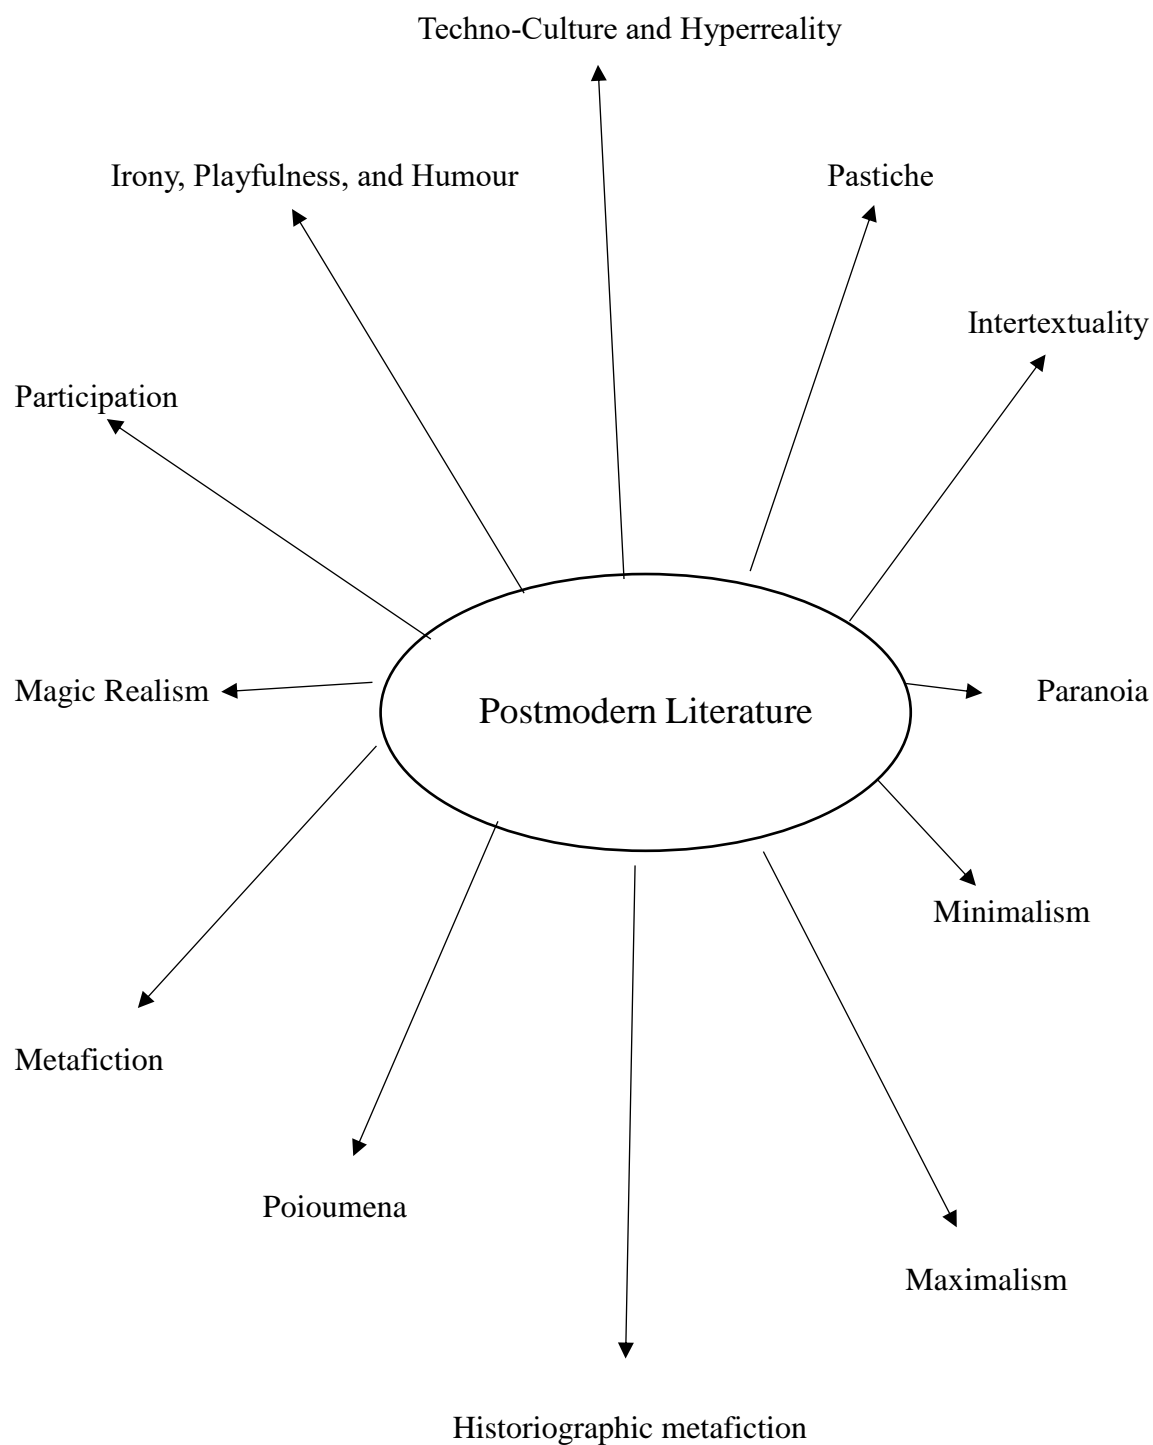 Techno-Culture and Hyperreality
Irony, Playfulness, and Humour
Pastiche
Intertextuality
Participation
Magic Realism
Postmodern Literature
Paranoia
Minimalism
Metafiction
Poioumena
Maximalism
Historiographic metafiction